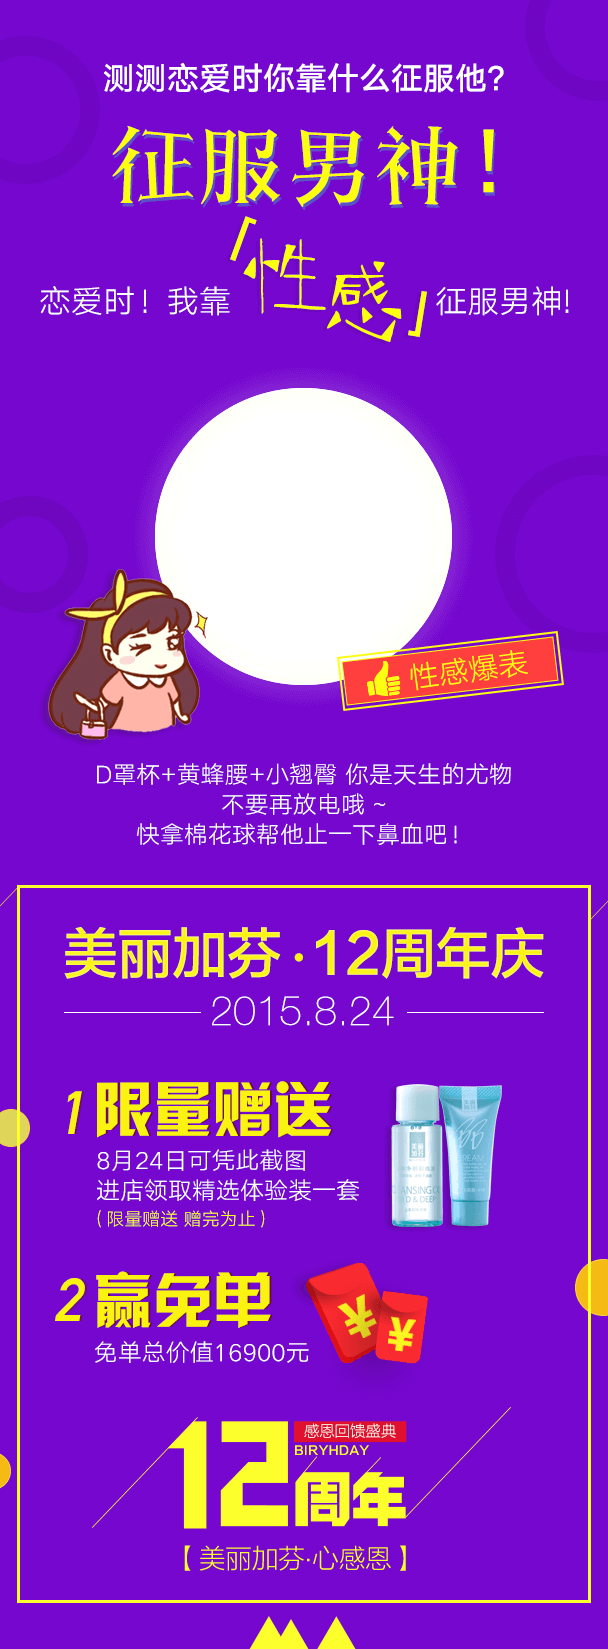 测测恋爱时你靠什么征服他?
征服男神!
恋爱时!我靠「性感」征服男神!
性感爆表
D罩杯+黄蜂腰+小翘臀 你是天生的尤物
不要再放电哦 ~
快拿棉花球帮他止一下鼻血吧!
美丽加芬·12周年庆
2015.8.24
1 限量赠送
8月24日可凭此截图
进店领取精选体验装一套
(限量赠送 赠完为止)
美丽加芬
BB
2 赢免单
免单总价值16900元
¥
¥
感恩回馈盛典
BIRYHDAY
12周年
【美丽加芬·心感恩】